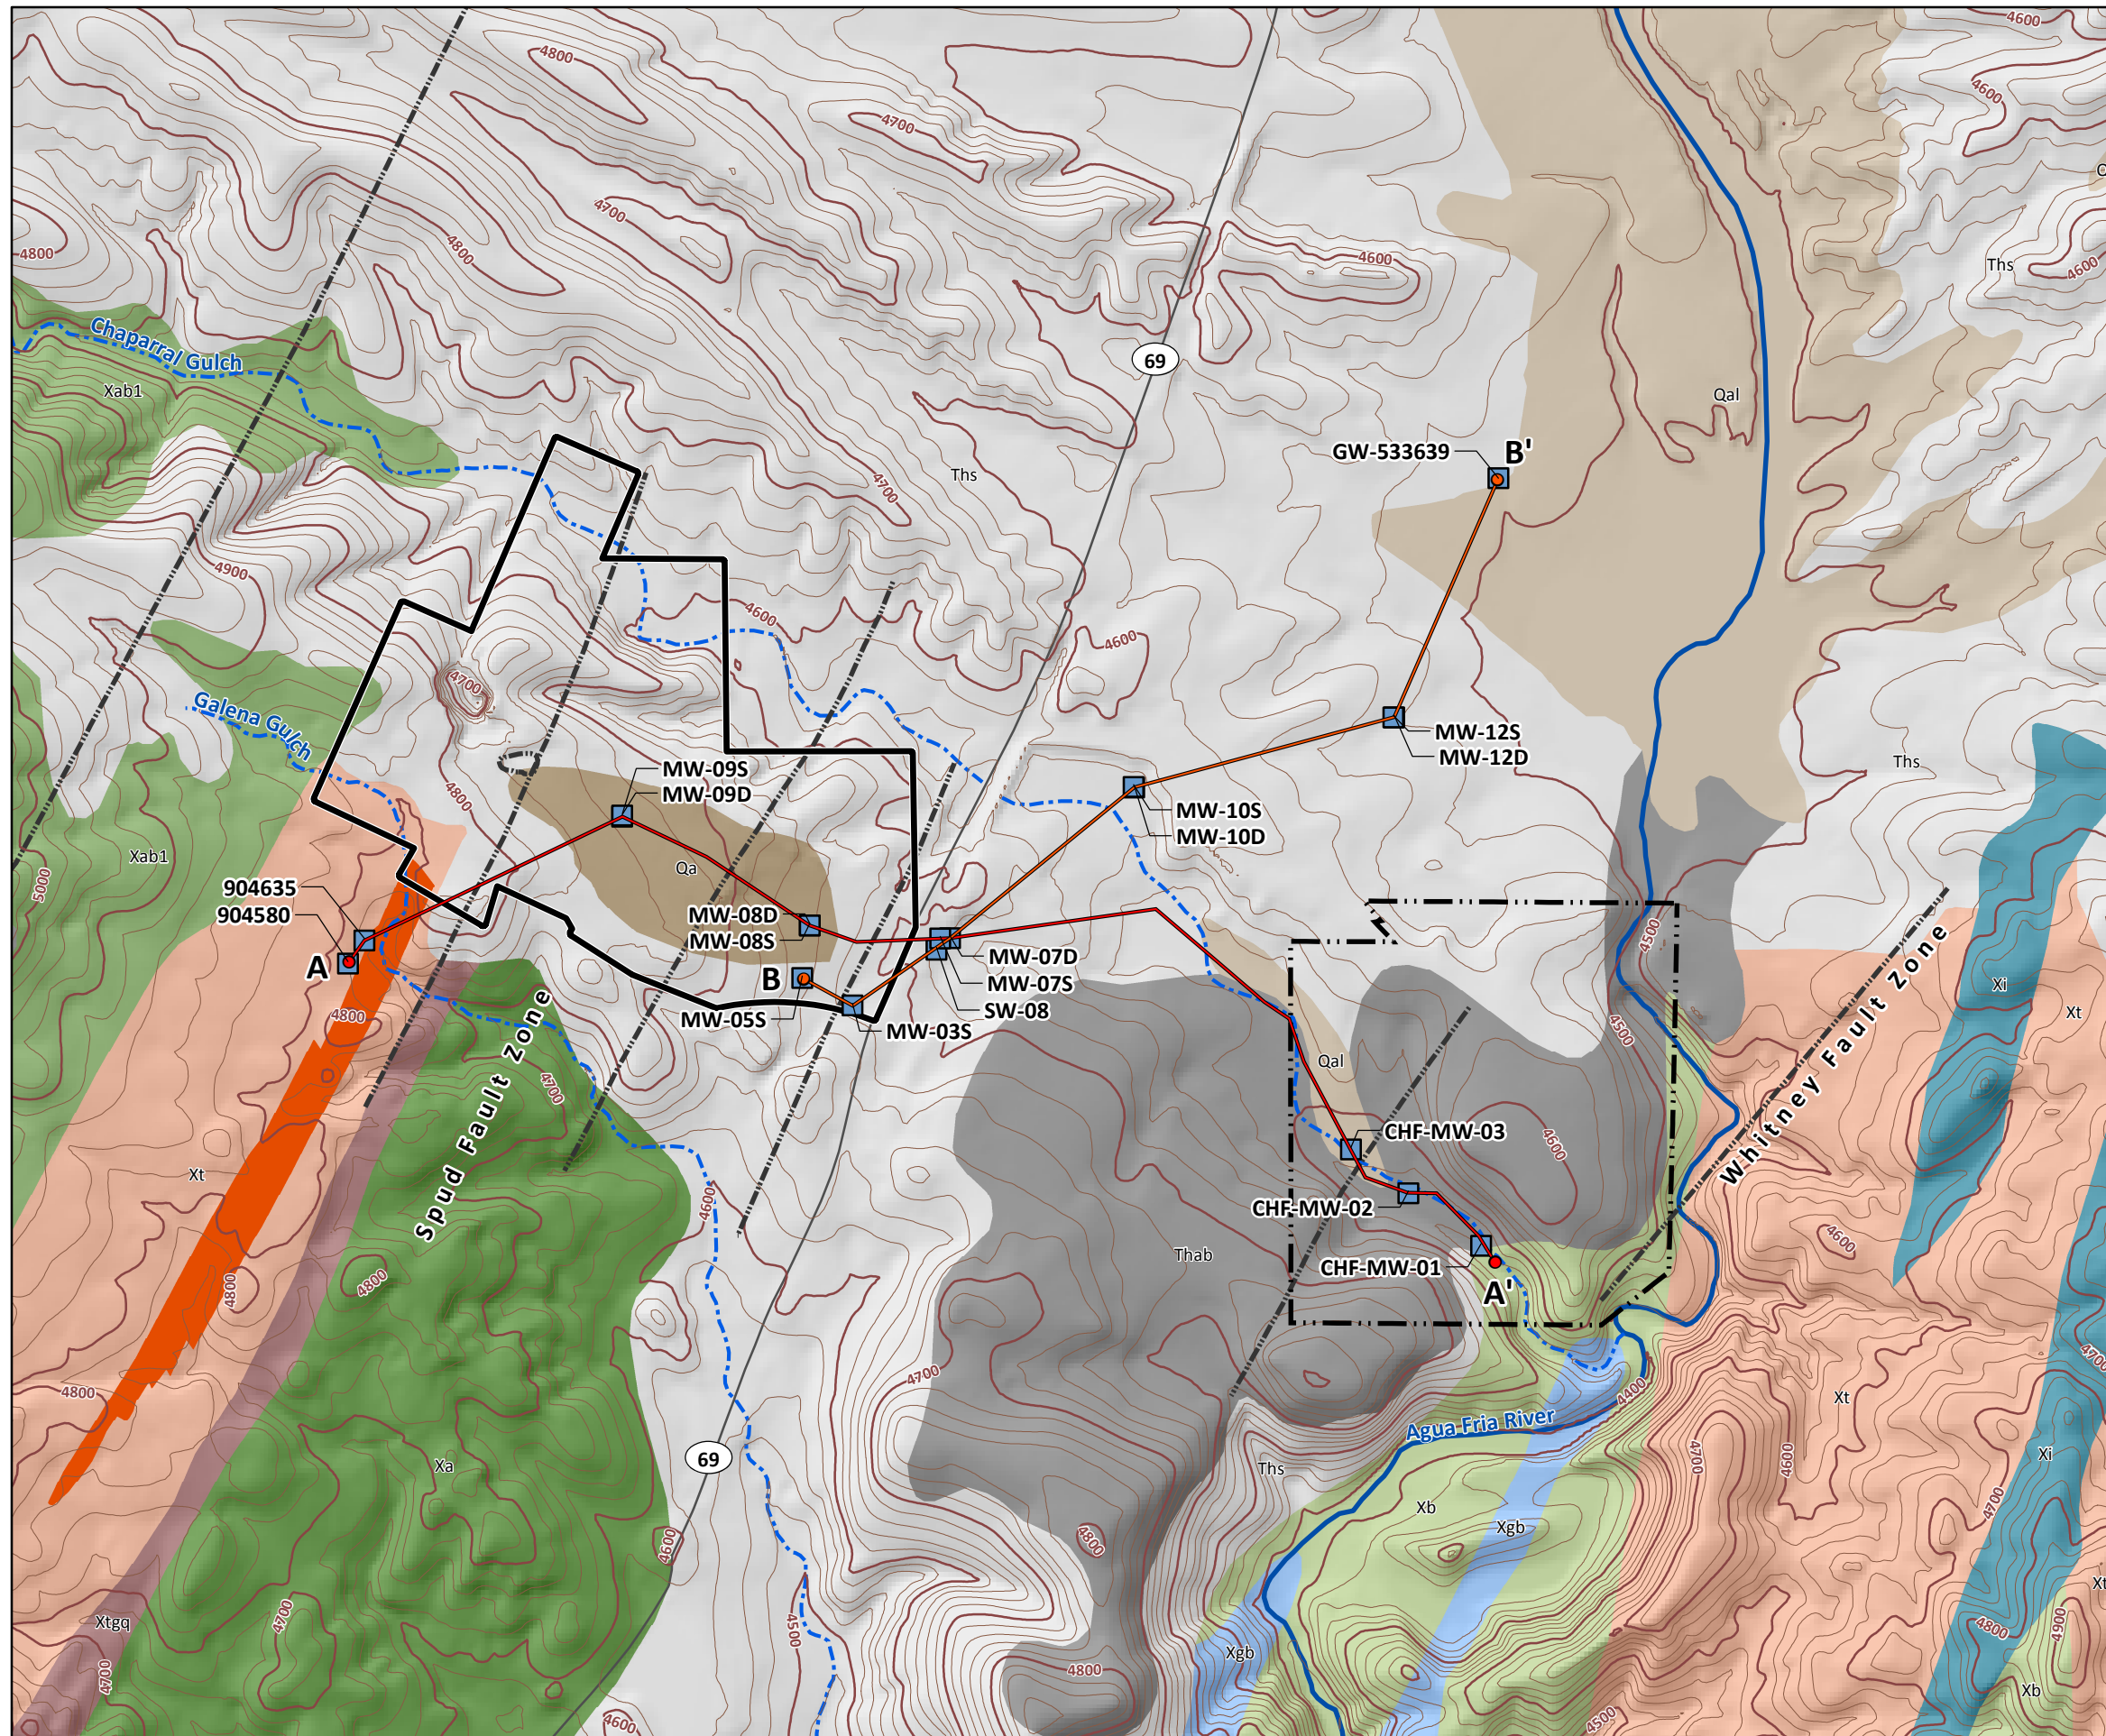 4600
4800
4700
4600
4700
4800
4800
4600
Ths
4600
Chaparral Gulch
69
Xab1
Qal
B'
GW-533639
Ths
4700
4900
4600
4600
Galena Gulch
4700
MW-12S
MW-12D
Ths
MW-09S
MW-09D
4800
MW-10S
MW-10D
Xab1
Qa
5000
904635
904580
MW-08D
MW-08S
4500
Whitney Fault Zone
A
B
MW-07D
MW-07S
SW-08
MW-05S
MW-03S
Xi
Xt
4800
4500
Spud Fault Zone
Qal
4700
CHF-MW-03
4600
Xt
4600
CHF-MW-02
4600
Thab
CHF-MW-01
4800
4800
A'
4700
4700
4800
4400
Xt
Agua Fria River
69
4700
4600
Xi
Xa
Ths
4700
Xb
Xgb
4600
4800
Xt
Xtgq
4700
4500
4800
4900
Xgb
4700
4800
Xb
4600
4500